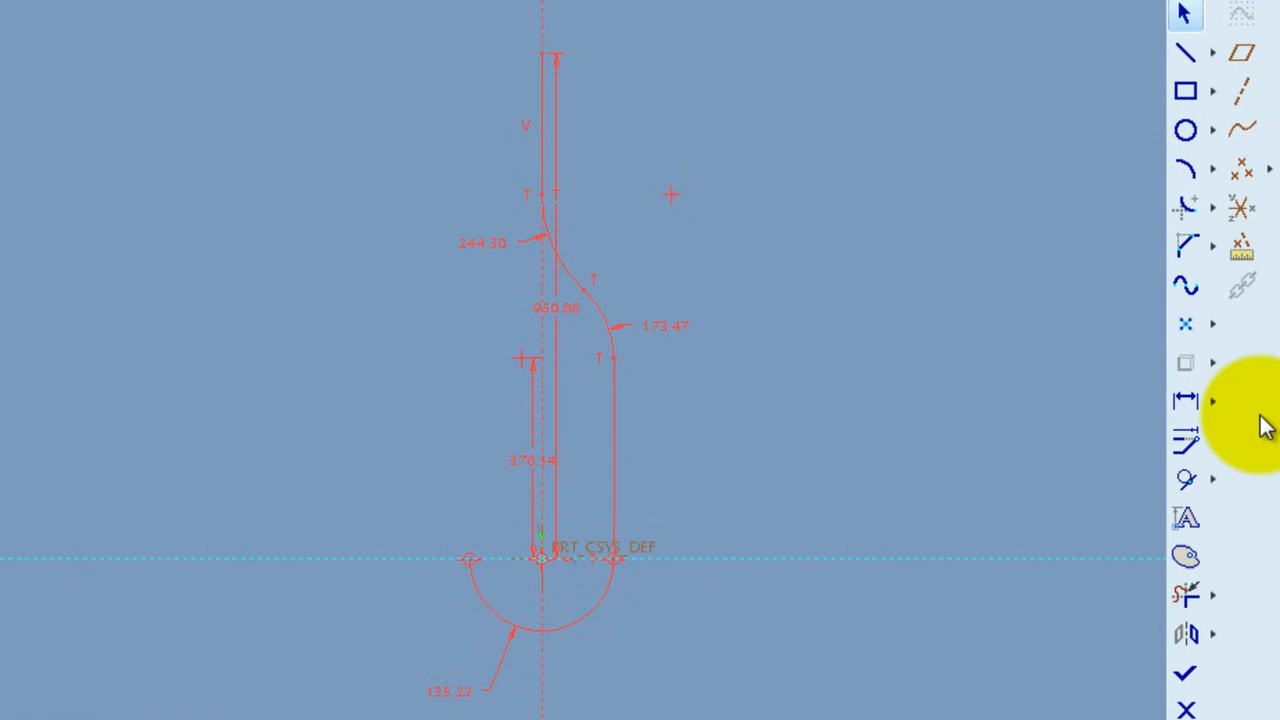 V
T T
244.30
T
950.86
173.47
T
378.14
PRT_CSYS_DEF
135.22